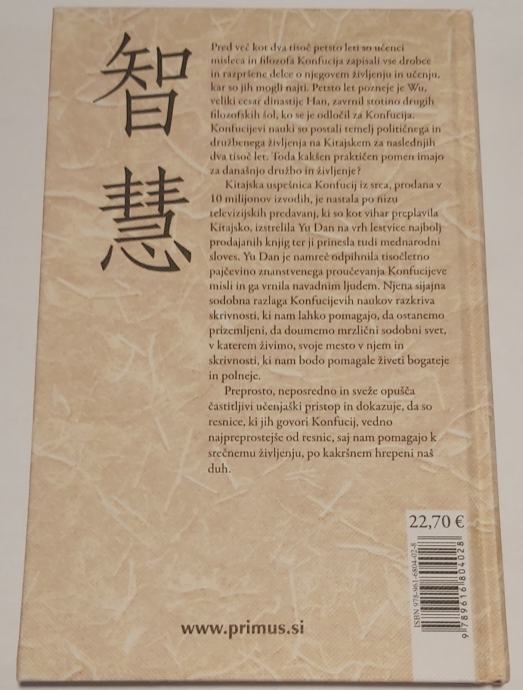 智慧
Pred več kot dva tisoč petsto leti so učenci
misleca in filozofa Konfucija zapisali vse drobce
in razpršene delce o njegovem življenju in učenju,
kar so jih mogli najti. Petsto let pozneje je Wu,
veliki cesar dinastije Han, zavrnil stotino drugih
filozofskih šol, ko se je odločil za Konfucija.
Konfucijevi nauki so postali temelj političnega in
družbenega življenja na Kitajskem za naslednjih
dva tisoč let. Toda kakšen praktičen pomen imajo
za današnjo družbo in življenje?
Kitajska uspešnica Konfucij iz srca, prodana v
10 milijonov izvodih, je nastala po nizu
televizijskih predavanj, ki so kot vihar preplavila
Kitajsko, izstrelila Yu Dan na vrh lestvice najbolj
prodajanih knjig ter ji prinesla tudi mednarodni
sloves. Yu Dan je namreč odpihnila tisočletno
pajčevino znanstvenega proučevanja Konfucijeve
misli in ga vrnila navadnim ljudem. Njena sijajna
sodobna razlaga Konfucijevih naukov razkriva
skrivnosti, ki nam lahko pomagajo, da ostanemo
prizemljeni, da doumemo mrzlični sodobni svet,
v katerem živimo, svoje mesto v njem in
skrivnosti, ki nam bodo pomagale živeti bogateje
in polneje.
Preprosto, neposredno in sveže opušča
častitljivi učenjaški pristop in dokazuje, da so
resnice, ki jih govori Konfucij, vedno
najpreprostejše od resnic, saj nam pomagajo k
srečnemu življenju, po kakršnem hrepeni naš
duh.
22,70 €
ISBN 978-961-6804-02-8
9 789616 804028
www.primus.si